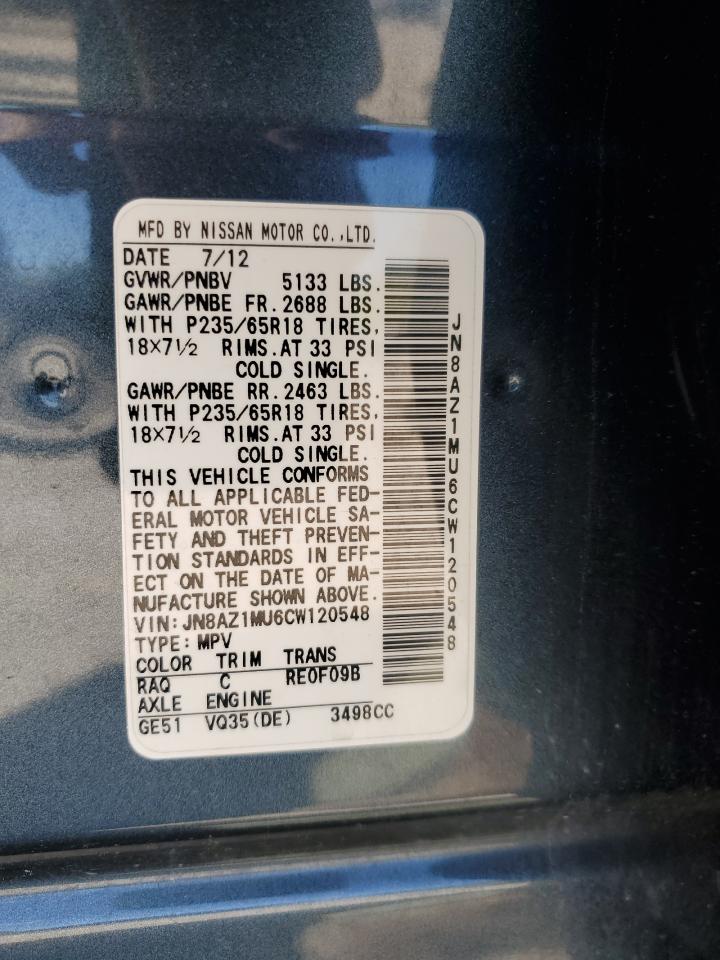 MFD BY NISSAN MOTOR CO.,LTD.
DATE 7/12
GVWR/PNBV 5133 LBS.
GAWR/PNBE FR. 2688 LBS.
WITH P235/65R18 TIRES,
18×7½ RIMS.AT 33 PSI
COLD SINGLE.
GAWR/PNBE RR. 2463 LBS.
WITH P235/65R18 TIRES,
18×7½ RIMS.AT 33 PSI
COLD SINGLE.
THIS VEHICLE CONFORMS
TO ALL APPLICABLE FED-
ERAL MOTOR VEHICLE SA-
FETY AND THEFT PREVEN-
TION STANDARDS IN EFF-
ECT ON THE DATE OF MA-
NUFACTURE SHOWN ABOVE.
VIN:JN8AZ1MU6CW120548
TYPE:MPV
COLOR TRIM TRANS
RAQ C RE0F09B
AXLE ENGINE
GE51 VQ35(DE) 3498CC
JN8AZ1MU6CW120548